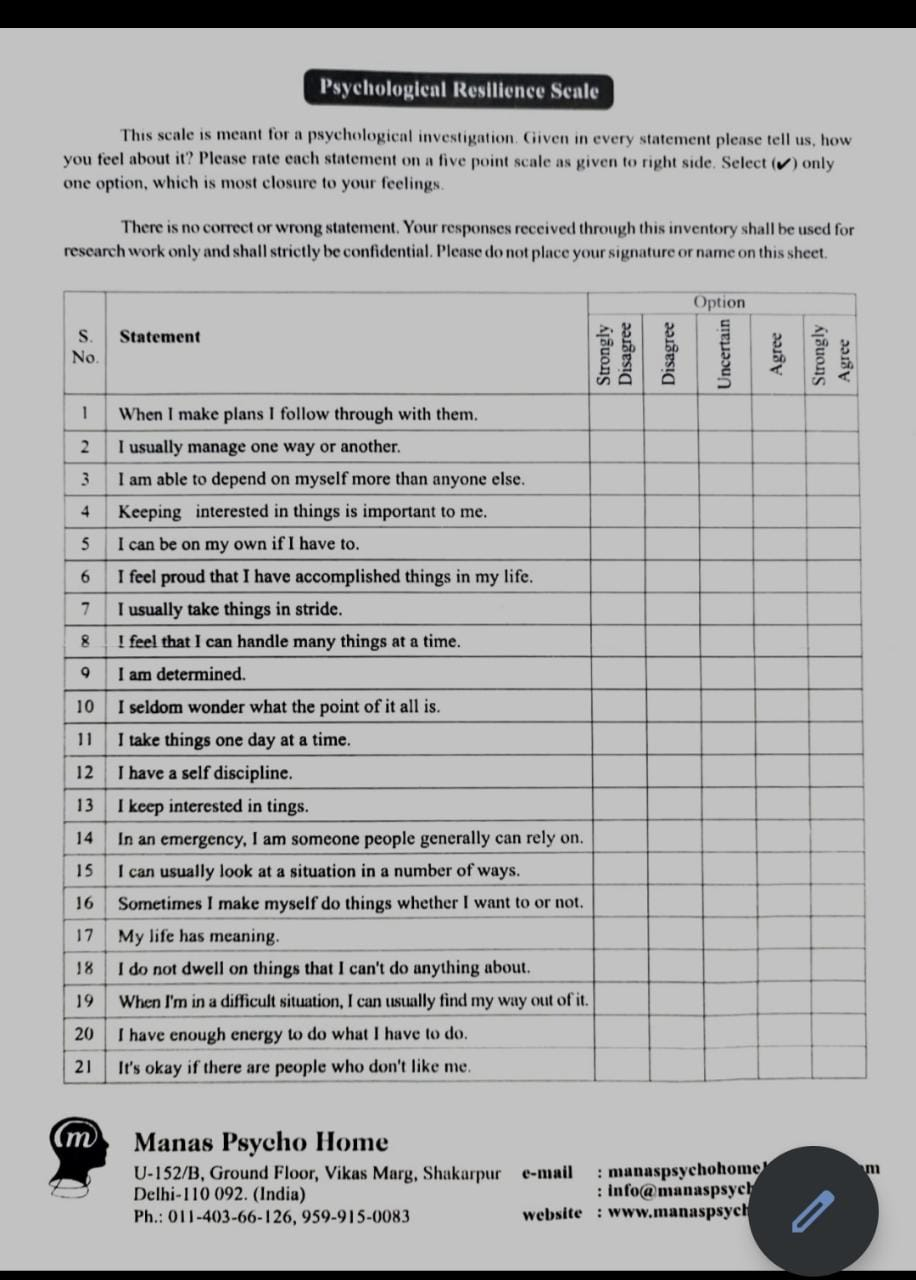 Psychological Resilience Scale
This scale is meant for a psychological investigation. Given in every statement please tell us, how
you feel about it? Please rate each statement on a five point scale as given to right side. Select (✔) only
one option, which is most closure to your feelings.
There is no correct or wrong statement. Your responses received through this inventory shall be used for
research work only and shall strictly be confidential. Please do not place your signature or name on this sheet.
S. No. Statement Option
Strongly Disagree Disagree Uncertain Agree Strongly Agree
1 When I make plans I follow through with them.
2 I usually manage one way or another.
3 I am able to depend on myself more than anyone else.
4 Keeping interested in things is important to me.
5 I can be on my own if I have to.
6 I feel proud that I have accomplished things in my life.
7 I usually take things in stride.
8 I feel that I can handle many things at a time.
9 I am determined.
10 I seldom wonder what the point of it all is.
11 I take things one day at a time.
12 I have a self discipline.
13 I keep interested in tings.
14 In an emergency, I am someone people generally can rely on.
15 I can usually look at a situation in a number of ways.
16 Sometimes I make myself do things whether I want to or not.
17 My life has meaning.
18 I do not dwell on things that I can't do anything about.
19 When I'm in a difficult situation, I can usually find my way out of it.
20 I have enough energy to do what I have to do.
21 It's okay if there are people who don't like me.
m
Manas Psycho Home
U-152/B, Ground Floor, Vikas Marg, Shakarpur e-mail :
Delhi-110 092. (India) :
Ph.: 011-403-66-126, 959-915-0083 website :